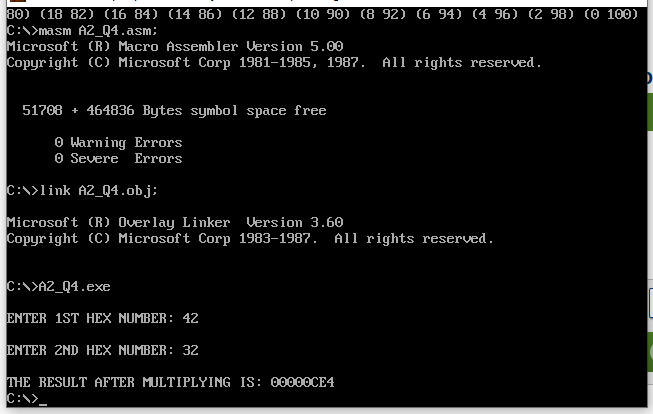 80) (18 82) (16 84) (14 86) (12 88) (10 90) (8 92) (6 94) (4 96) (2 98) (0 100)
C:\>masm A2_Q4.asm;
Microsoft (R) Macro Assembler Version 5.00
Copyright (C) Microsoft Corp 1981-1985, 1987.  All rights reserved.
51708 + 464836 Bytes symbol space free
0 Warning Errors
0 Severe  Errors
C:\>link A2_Q4.obj;
Microsoft (R) Overlay Linker  Version 3.60
Copyright (C) Microsoft Corp 1983-1987.  All rights reserved.
C:\>A2_Q4.exe
ENTER 1ST HEX NUMBER: 42
ENTER 2ND HEX NUMBER: 32
THE RESULT AFTER MULTIPLYING IS: 00000CE4
C:\>_